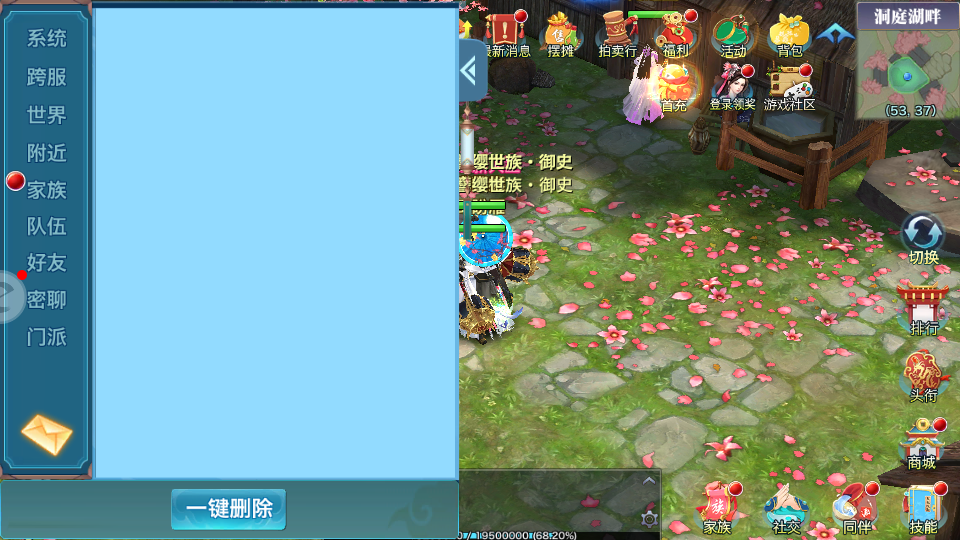 系统
跨服
世界
附近
家族
队伍
好友
密聊
门派
一键删除
最新消息
摆摊
拍卖行
福利
活动
背包
首充
登录领奖
游戏社区
洞庭湖畔
(53, 37)
缨世族·御史
缨世族·御史
切换
排行
头衔
商城
家族
社交
同伴
技能
0/19500000 (68.20%)